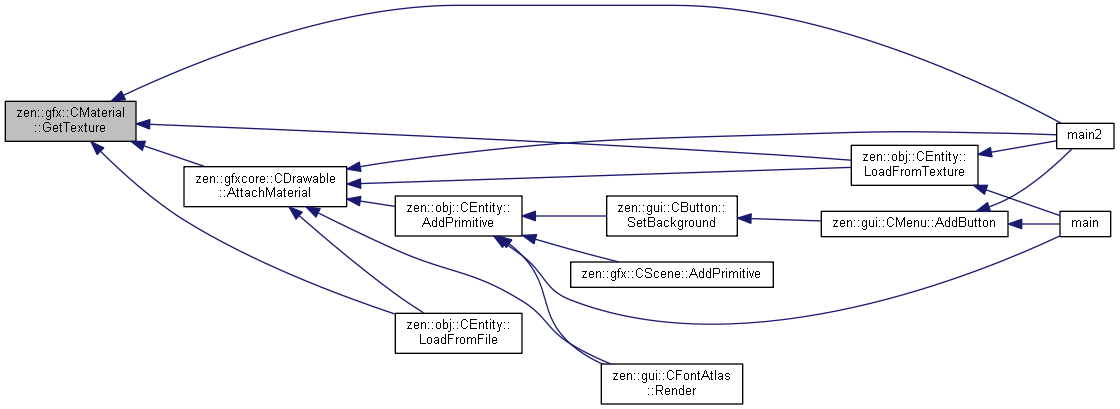 zen::gfx::CMaterial
::GetTexture
zen::gfxcore::CDrawable
::AttachMaterial
zen::obj::CEntity::
AddPrimitive
zen::gui::CButton::
SetBackground
zen::gfx::CScene::AddPrimitive
zen::obj::CEntity::
LoadFromFile
zen::gui::CFontAtlas
::Render
zen::obj::CEntity::
LoadFromTexture
zen::gui::CMenu::AddButton
main2
main